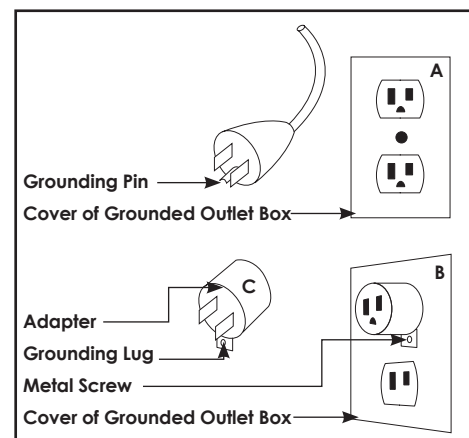 A
Grounding Pin
Cover of Grounded Outlet Box
C
B
Adapter
Grounding Lug
Metal Screw
Cover of Grounded Outlet Box